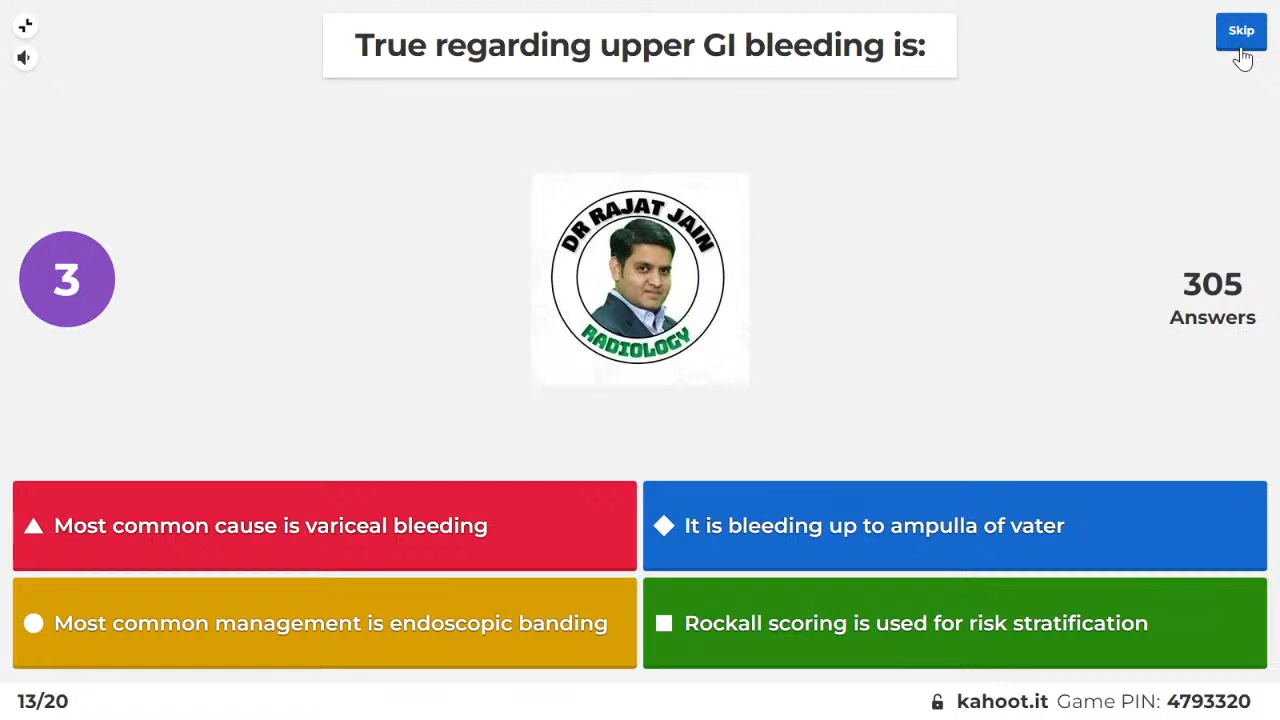 True regarding upper GI bleeding is:
Skip
DR RAJAT JAIN
RADIOLOGY
3
305
Answers
Most common cause is variceal bleeding
It is bleeding up to ampulla of vater
Most common management is endoscopic banding
Rockall scoring is used for risk stratification
13/20
kahoot.it Game PIN: 4793320